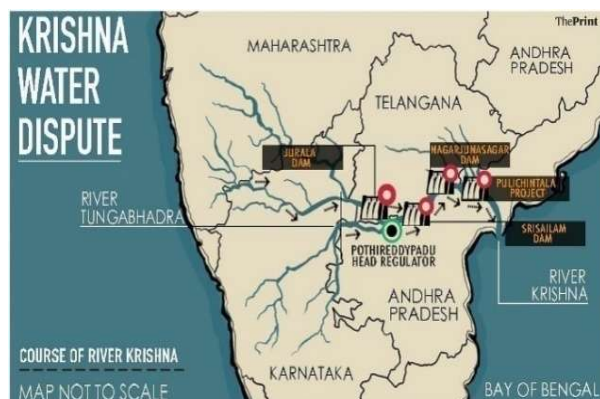 KRISHNA
WATER
DISPUTE
ThePrint
MAHARASHTRA
ANDHRA
PRADESH
TELANGANA
JURALA
DAM
NAGARJUNASAGAR
DAM
PULICHINTALA
PROJECT
RIVER
TUNGABHADRA
SRISAILAM
DAM
POTHIREDDYPADU
HEAD REGULATOR
RIVER
KRISHNA
ANDHRA
PRADESH
COURSE OF RIVER KRISHNA
KARNATAKA
MAP NOT TO SCALE
BAY OF BENGAL